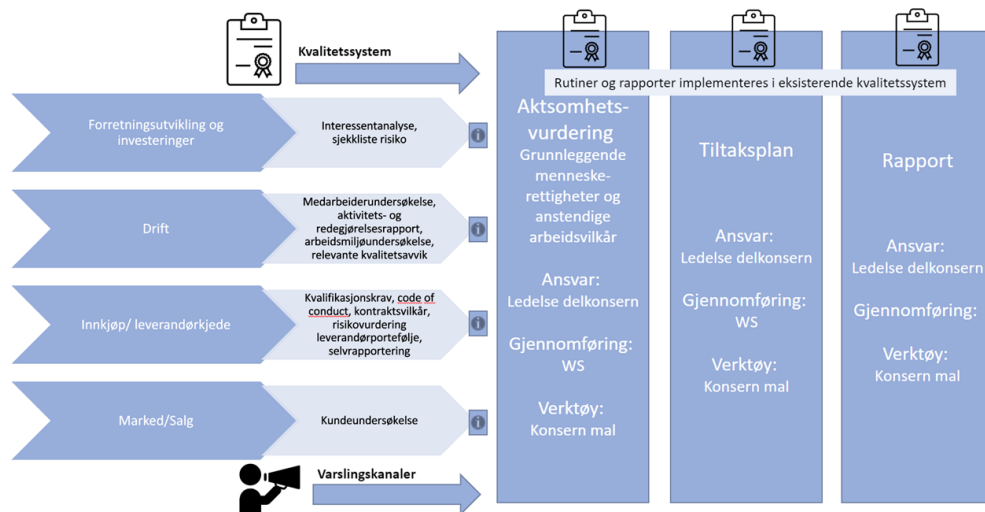 Kvalitetssystem
Forretningsutvikling og
investeringer
Interessentanalyse,
sjekkliste risiko
Drift
Medarbeiderundersøkelse,
aktivitets- og
redegjørelsesrapport,
arbeidsmiljøundersøkelse,
relevante kvalitetsavvik
Innkjøp/ leverandørkjede
Kvalifikasjonskrav, code of
conduct, kontraktsvilkår,
risikovurdering
leverandørportefølje,
selvrapportering
Marked/Salg
Kundeundersøkelse
Varslingskanaler
Rutiner og rapporter implementeres i eksisterende kvalitetssystem
Aktsomhets-
vurdering
Grunnleggende
menneske-
rettigheter og
anstendige
arbeidsvilkår
Ansvar:
Ledelse delkonsern
Gjennomføring:
WS
Verktøy:
Konsern mal
Tiltaksplan
Ansvar:
Ledelse delkonsern
Gjennomføring:
WS
Verktøy:
Konsern mal
Rapport
Ansvar:
Ledelse delkonsern
Gjennomføring:
Verktøy:
Konsern mal